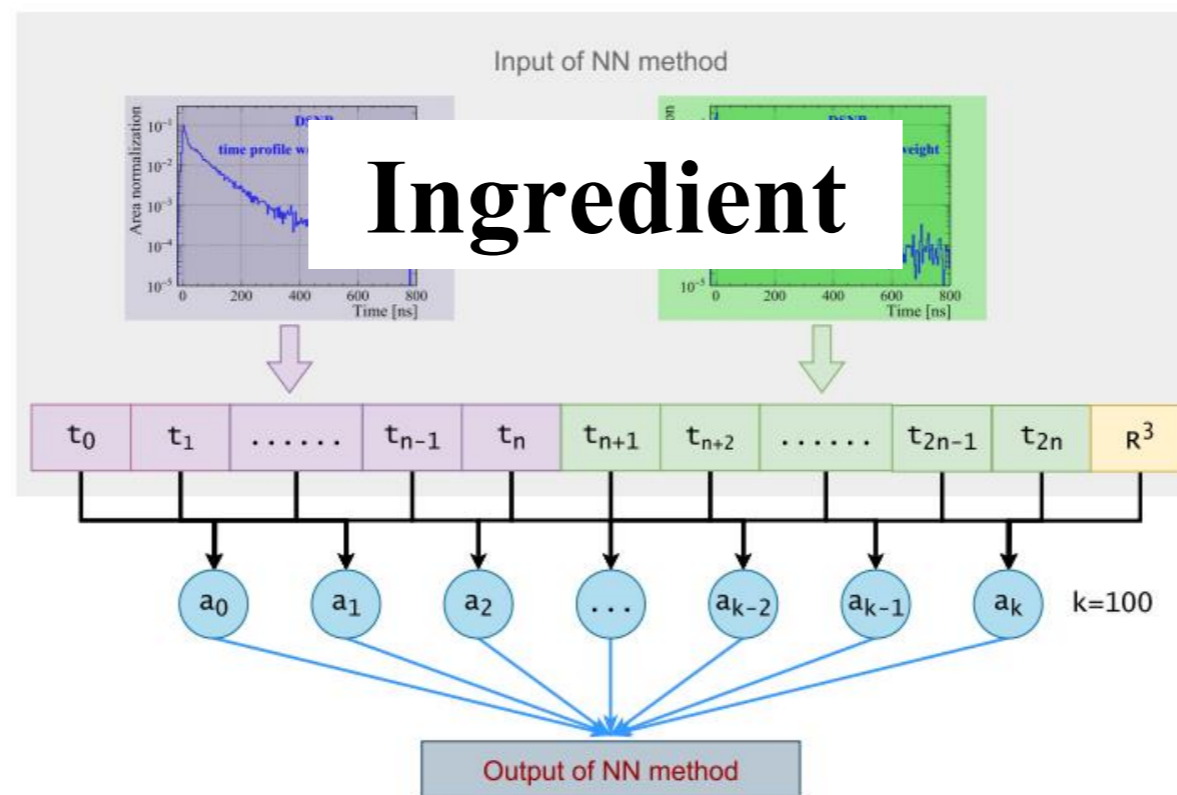 Input of NN method
DSNB
time profile w
Area normalization
10⁻¹
10⁻²
10⁻³
10⁻⁴
10⁻⁵
0 200 400 600 800
Time [ns]
DSNB
weight
10⁻⁵
0 200 400 600 800
Time [ns]
Ingredient
t₀ t₁ ...... tₙ₋₁ tₙ tₙ₊₁ tₙ₊₂ ...... t₂ₙ₋₁ t₂ₙ R³
a₀ a₁ a₂ ... aₖ₋₂ aₖ₋₁ aₖ k=100
Output of NN method